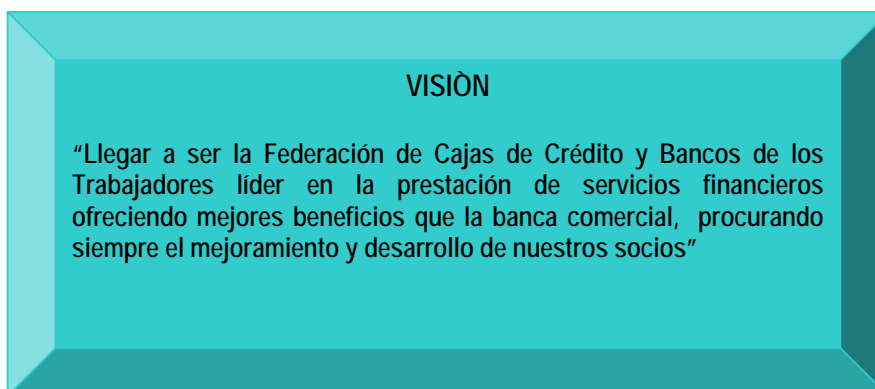 VISIÒN
“Llegar a ser la Federación de Cajas de Crédito y Bancos de los
Trabajadores líder en la prestación de servicios financieros
ofreciendo mejores beneficios que la banca comercial, procurando
siempre el mejoramiento y desarrollo de nuestros socios”